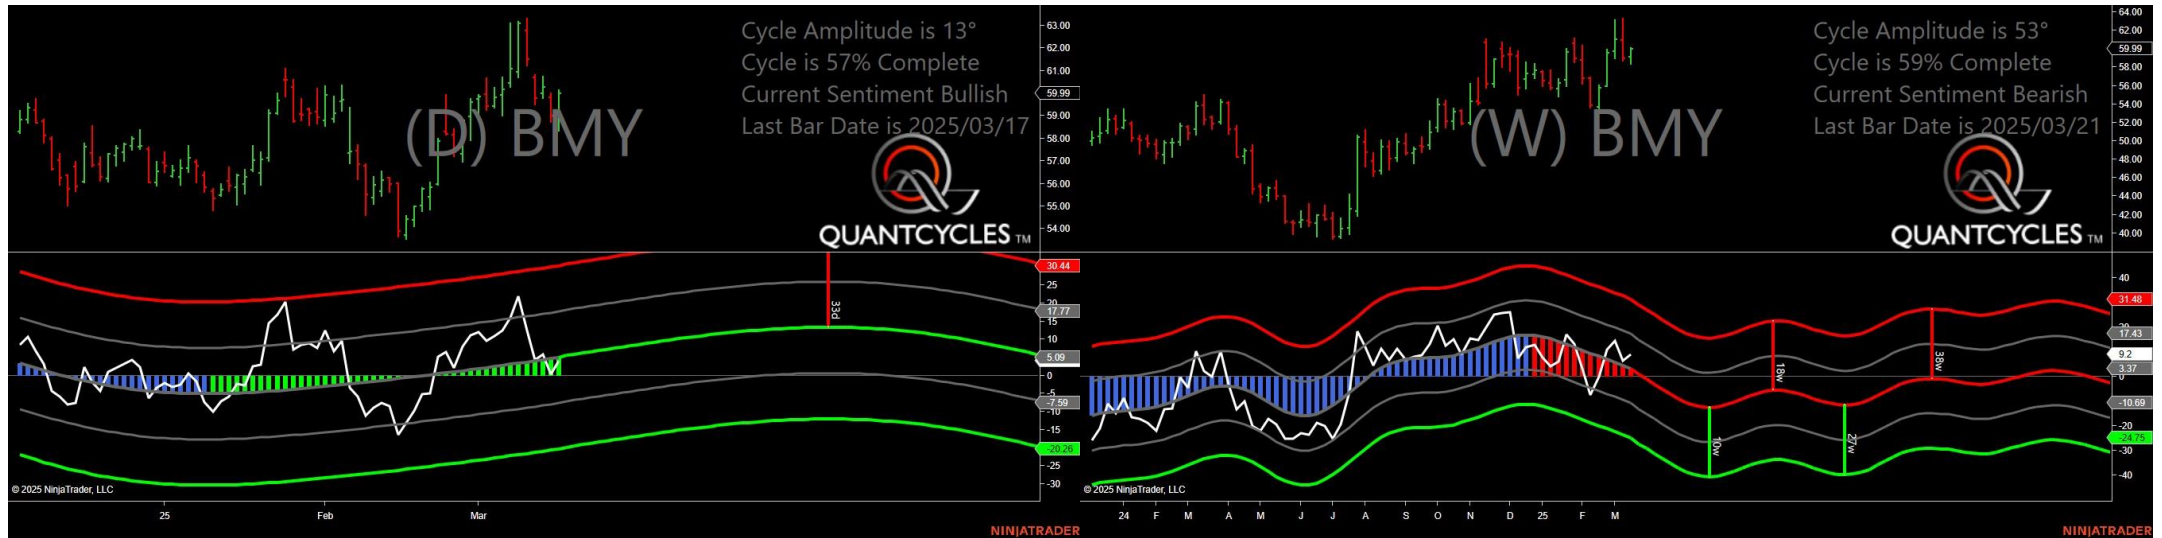 Cycle Amplitude is 13°
Cycle is 57% Complete
Current Sentiment Bullish
Last Bar Date is 2025/03/17
(D) BMY
QUANTCYCLES TM
63.00
62.00
61.00
59.99
59.00
58.00
57.00
56.00
55.00
54.00
30.44
25
20
17.77
15
10
5.09
0
-5
-7.59
-10
-15
-20.26
-25
-30
33d
© 2025 NinjaTrader, LLC
25 Feb Mar
NINJATRADER
Cycle Amplitude is 53°
Cycle is 59% Complete
Current Sentiment Bearish
Last Bar Date is 2025/03/21
(W) BMY
QUANTCYCLES TM
64.00
62.00
59.99
58.00
56.00
54.00
52.00
50.00
48.00
46.00
44.00
42.00
40.00
40
31.48
17.43
9.2
3.37
0
-10.69
-20
-24.75
-30
-40
10w
18w
27w
38w
© 2025 NinjaTrader, LLC
24 F M A M J J A S O N D 25 F M
NINJATRADER